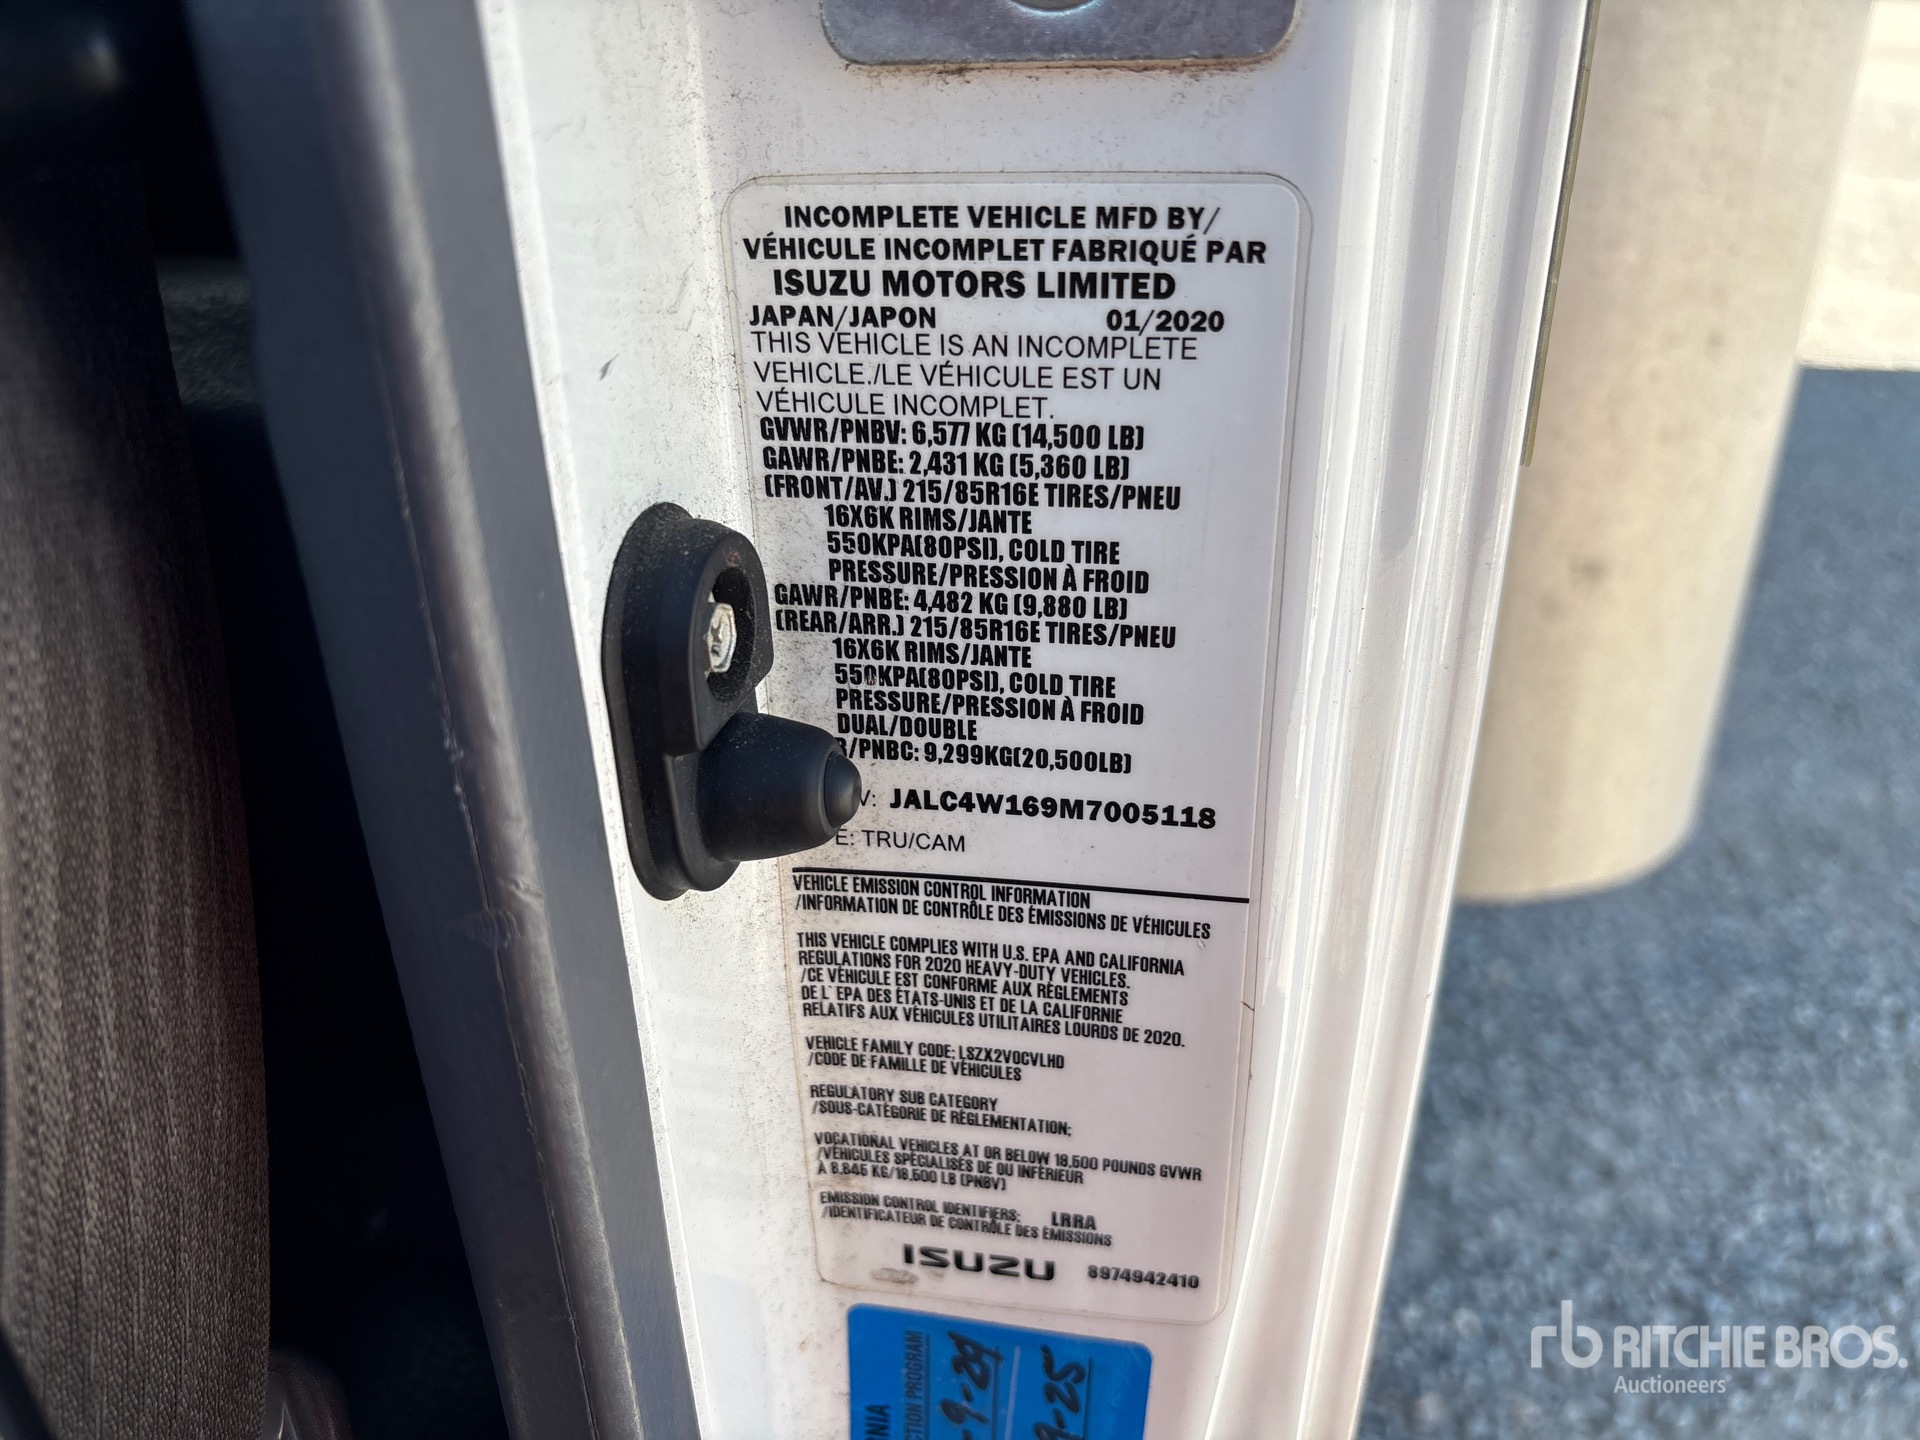 INCOMPLETE VEHICLE MFD BY/
VÉHICULE INCOMPLET FABRIQUÉ PAR
ISUZU MOTORS LIMITED
JAPAN/JAPON 01/2020
THIS VEHICLE IS AN INCOMPLETE
VEHICLE./LE VÉHICULE EST UN
VÉHICULE INCOMPLET.
GVWR/PNBV: 6,577 KG (14,500 LB)
GAWR/PNBE: 2,431 KG (5,360 LB)
(FRONT/AV.) 215/85R16E TIRES/PNEU
16X6K RIMS/JANTE
550KPA(80PSI), COLD TIRE
PRESSURE/PRESSION À FROID
GAWR/PNBE: 4,482 KG (9,880 LB)
(REAR/ARR.) 215/85R16E TIRES/PNEU
16X6K RIMS/JANTE
550KPA(80PSI), COLD TIRE
PRESSURE/PRESSION À FROID
DUAL/DOUBLE
/PNBC: 9,299KG(20,500LB)
V: JALC4W169M7005118
E: TRU/CAM
VEHICLE EMISSION CONTROL INFORMATION
/INFORMATION DE CONTRÔLE DES ÉMISSIONS DE VÉHICULES
THIS VEHICLE COMPLIES WITH U.S. EPA AND CALIFORNIA
REGULATIONS FOR 2020 HEAVY-DUTY VEHICLES.
/CE VÉHICULE EST CONFORME AUX RÈGLEMENTS
DE L'EPA DES ÉTATS-UNIS ET DE LA CALIFORNIE
RELATIFS AUX VÉHICULES UTILITAIRES LOURDS DE 2020.
VEHICLE FAMILY CODE: LSZX2VOCVLHD
/CODE DE FAMILLE DE VÉHICULES
REGULATORY SUB CATEGORY
/SOUS-CATÉGORIE DE RÉGLEMENTATION:
VOCATIONAL VEHICLES AT OR BELOW 19,500 POUNDS GVWR
/VÉHICULES SPÉCIALISÉS DE OU INFÉRIEUR
À 8,845 KG/19,500 LB (PNBV)
EMISSION CONTROL IDENTIFIERS: LRRA
/IDENTIFICATEUR DE CONTRÔLE DES ÉMISSIONS
ISUZU 8974942410
NIA
CTION PROGRAM
-9-24
9-25
rb RITCHIE BROS.
Auctioneers